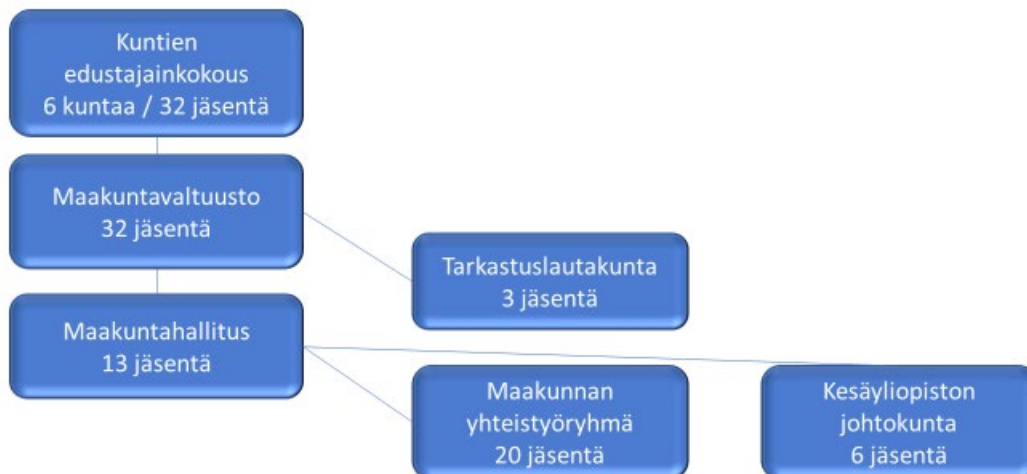 Kuntien
edustajainkokous
6 kuntaa / 32 jäsentä
Maakuntavaltuusto
32 jäsentä
Tarkastuslautakunta
3 jäsentä
Maakuntahallitus
13 jäsentä
Maakunnan
yhteistyöryhmä
20 jäsentä
Kesäyliopiston
johtokunta
6 jäsentä